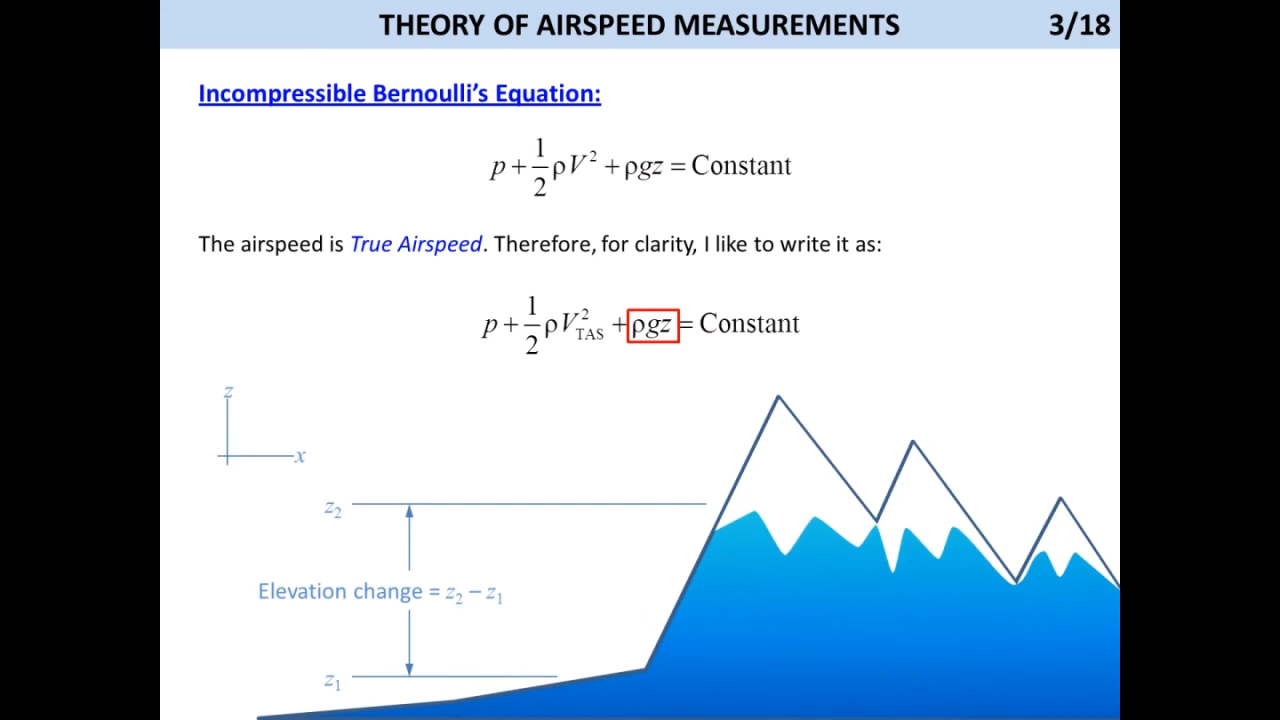 THEORY OF AIRSPEED MEASUREMENTS 3/18
Incompressible Bernoulli's Equation:
p + 1/2 ρV² + ρgz = Constant
The airspeed is True Airspeed. Therefore, for clarity, I like to write it as:
p + 1/2 ρV²_TAS + ρgz = Constant
z
x
z₂
Elevation change = z₂ – z₁
z₁